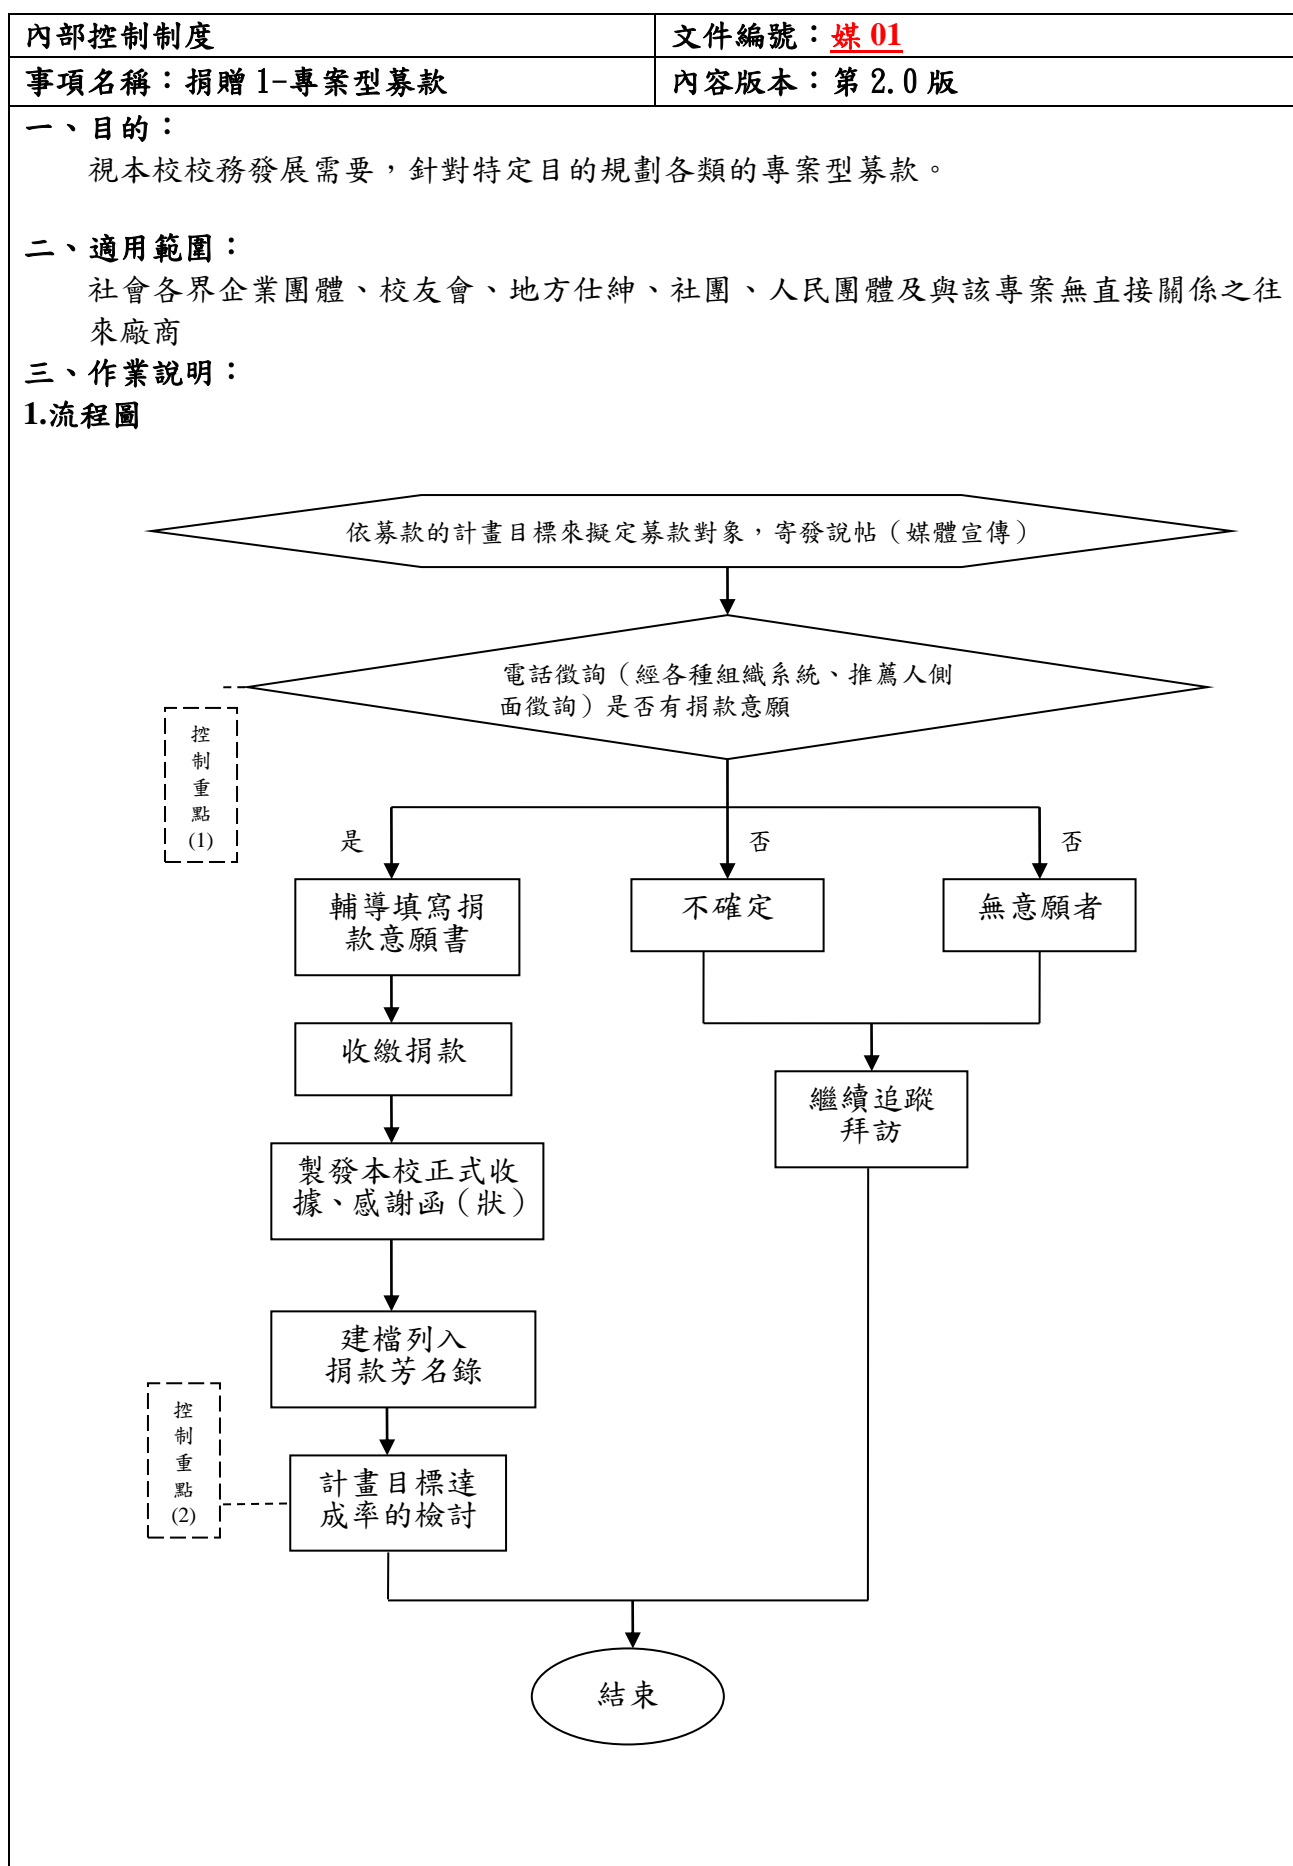 內部控制制度
文件編號：媒 01
事項名稱：捐贈 1-專案型募款
內容版本：第 2.0 版
一、目的：
視本校校務發展需要，針對特定目的規劃各類的專案型募款。
二、適用範圍：
社會各界企業團體、校友會、地方仕紳、社團、人民團體及與該專案無直接關係之往
來廠商
三、作業說明：
1.流程圖
依募款的計畫目標來擬定募款對象，寄發說帖（媒體宣傳）
電話徵詢（經各種組織系統、推薦人側
面徵詢）是否有捐款意願
控
制
重
點
(1)
是
否
否
輔導填寫捐
款意願書
不確定
無意願者
收繳捐款
繼續追蹤
拜訪
製發本校正式收
據、感謝函（狀）
建檔列入
捐款芳名錄
控
制
重
點
(2)
計畫目標達
成率的檢討
結束